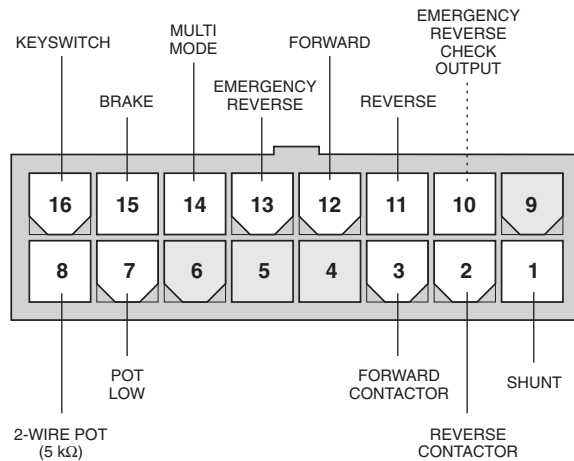 KEYSWITCH
BRAKE
MULTI
MODE
EMERGENCY
REVERSE
FORWARD
REVERSE
EMERGENCY
REVERSE
CHECK
OUTPUT
16 15 14 13 12 11 10 9
8 7 6 5 4 3 2 1
2-WIRE POT
(5 kΩ)
POT
LOW
FORWARD
CONTACTOR
REVERSE
CONTACTOR
SHUNT